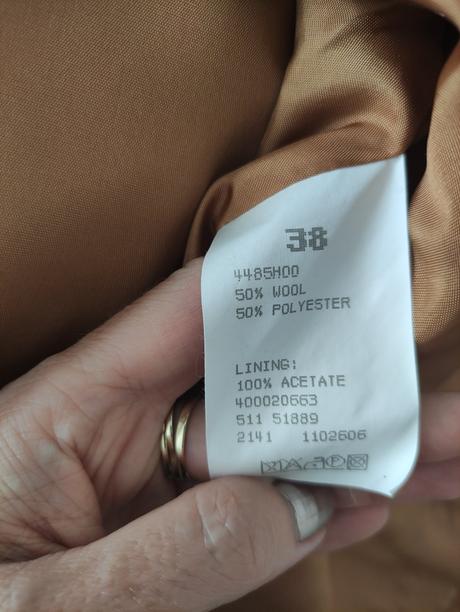 38
4485H00
50% WOOL
50% POLYESTER
LINING:
100% ACETATE
400020663
511 51889
2141 1102606